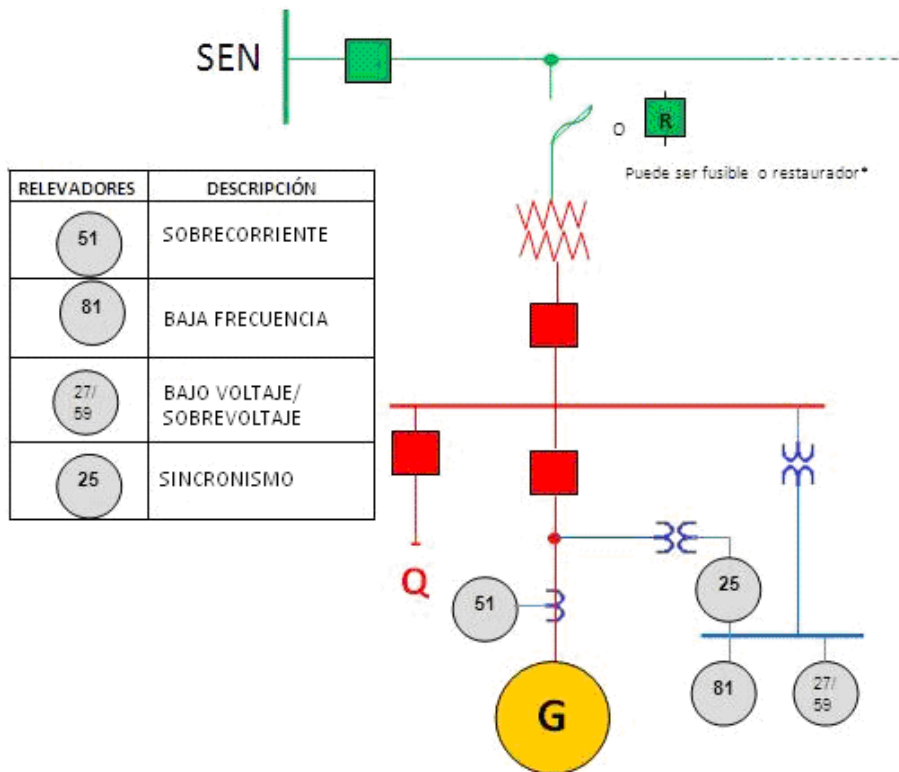 SEN
O
R
Puede ser fusible o restaurador*
RELEVADORES DESCRIPCIÓN
51 SOBRECORRIENTE
81 BAJA FRECUENCIA
27/
59
BAJO VOLTAJE/
SOBREVOLTAJE
25 SINCRONISMO
Q
51
25
81
27/
59
G